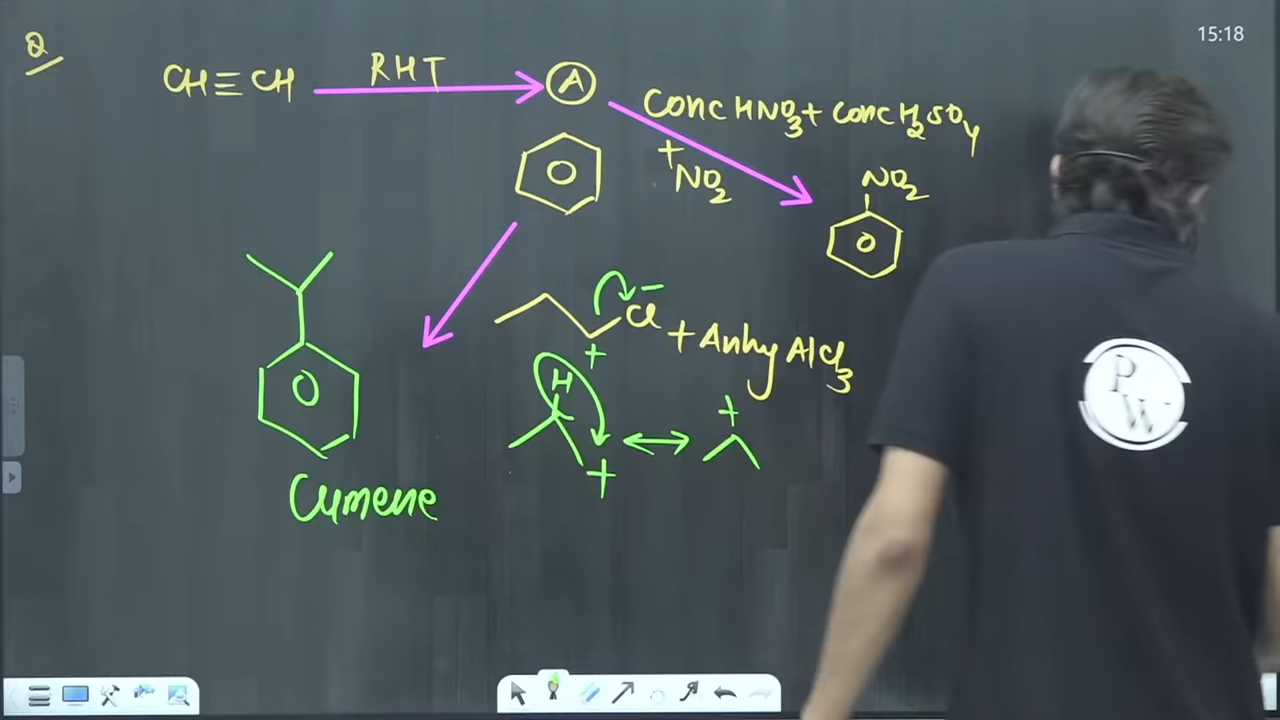 15:18
Q
CH≡CH RHT A
Conc HNO3 + Conc H2SO4
+NO2
NO2
Cl− + Anhy AlCl3
+
H
+
+
Cumene
PW